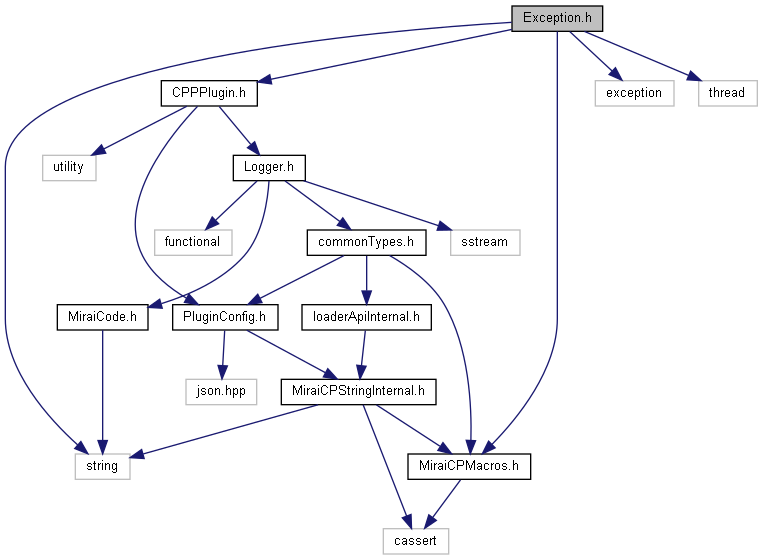 Exception.h
CPPPlugin.h
exception
thread
utility
Logger.h
functional
commonTypes.h
sstream
MiraiCode.h
PluginConfig.h
loaderApiInternal.h
json.hpp
MiraiCPStringInternal.h
string
MiraiCPMacros.h
cassert